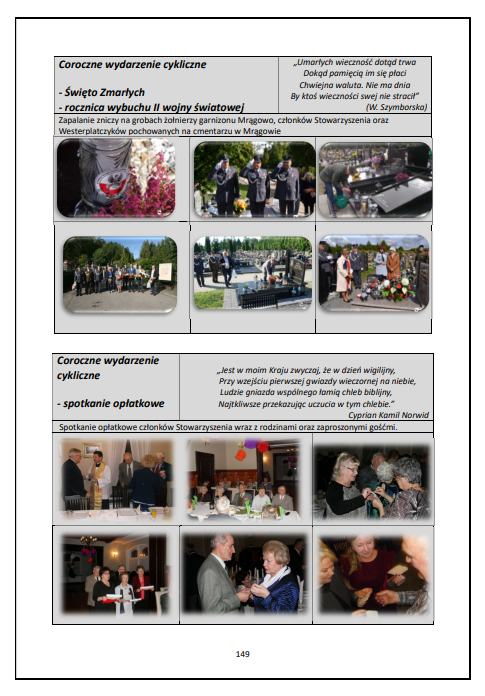 Coroczne wydarzenie cykliczne
- Święto Zmarłych
- rocznica wybuchu II wojny światowej
„Umarłych wieczność dotąd trwa
Dokąd pamięcią im się płaci
Chwiejna waluta. Nie ma dnia
By ktoś wieczności swej nie stracił”
(W. Szymborska)
Zapalanie zniczy na grobach żołnierzy garnizonu Mrągowo, członków Stowarzyszenia oraz
Westerplatczyków pochowanych na cmentarzu w Mrągowie
Coroczne wydarzenie
cykliczne
- spotkanie opłatkowe
„Jest w moim Kraju zwyczaj, że w dzień wigilijny,
Przy wzejściu pierwszej gwiazdy wieczornej na niebie,
Ludzie gniazda wspólnego łamią chleb biblijny,
Najtkliwsze przekazując uczucia w tym chlebie.”
Cyprian Kamil Norwid
Spotkanie opłatkowe członków Stowarzyszenia wraz z rodzinami oraz zaproszonymi gośćmi.
149